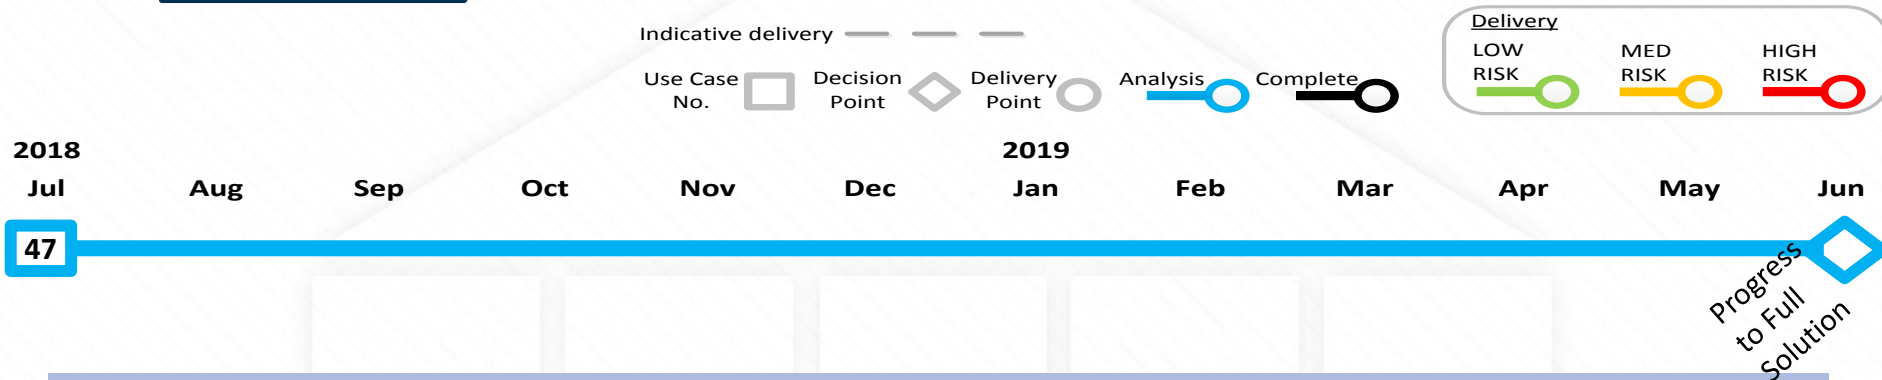 Indicative delivery
Use Case
No.
Decision
Point
Delivery
Point
Analysis
Complete
Delivery
LOW
RISK
MED
RISK
HIGH
RISK
2018
2019
Jul Aug Sep Oct Nov Dec Jan Feb Mar Apr May Jun
47
Progress
to Full
Solution